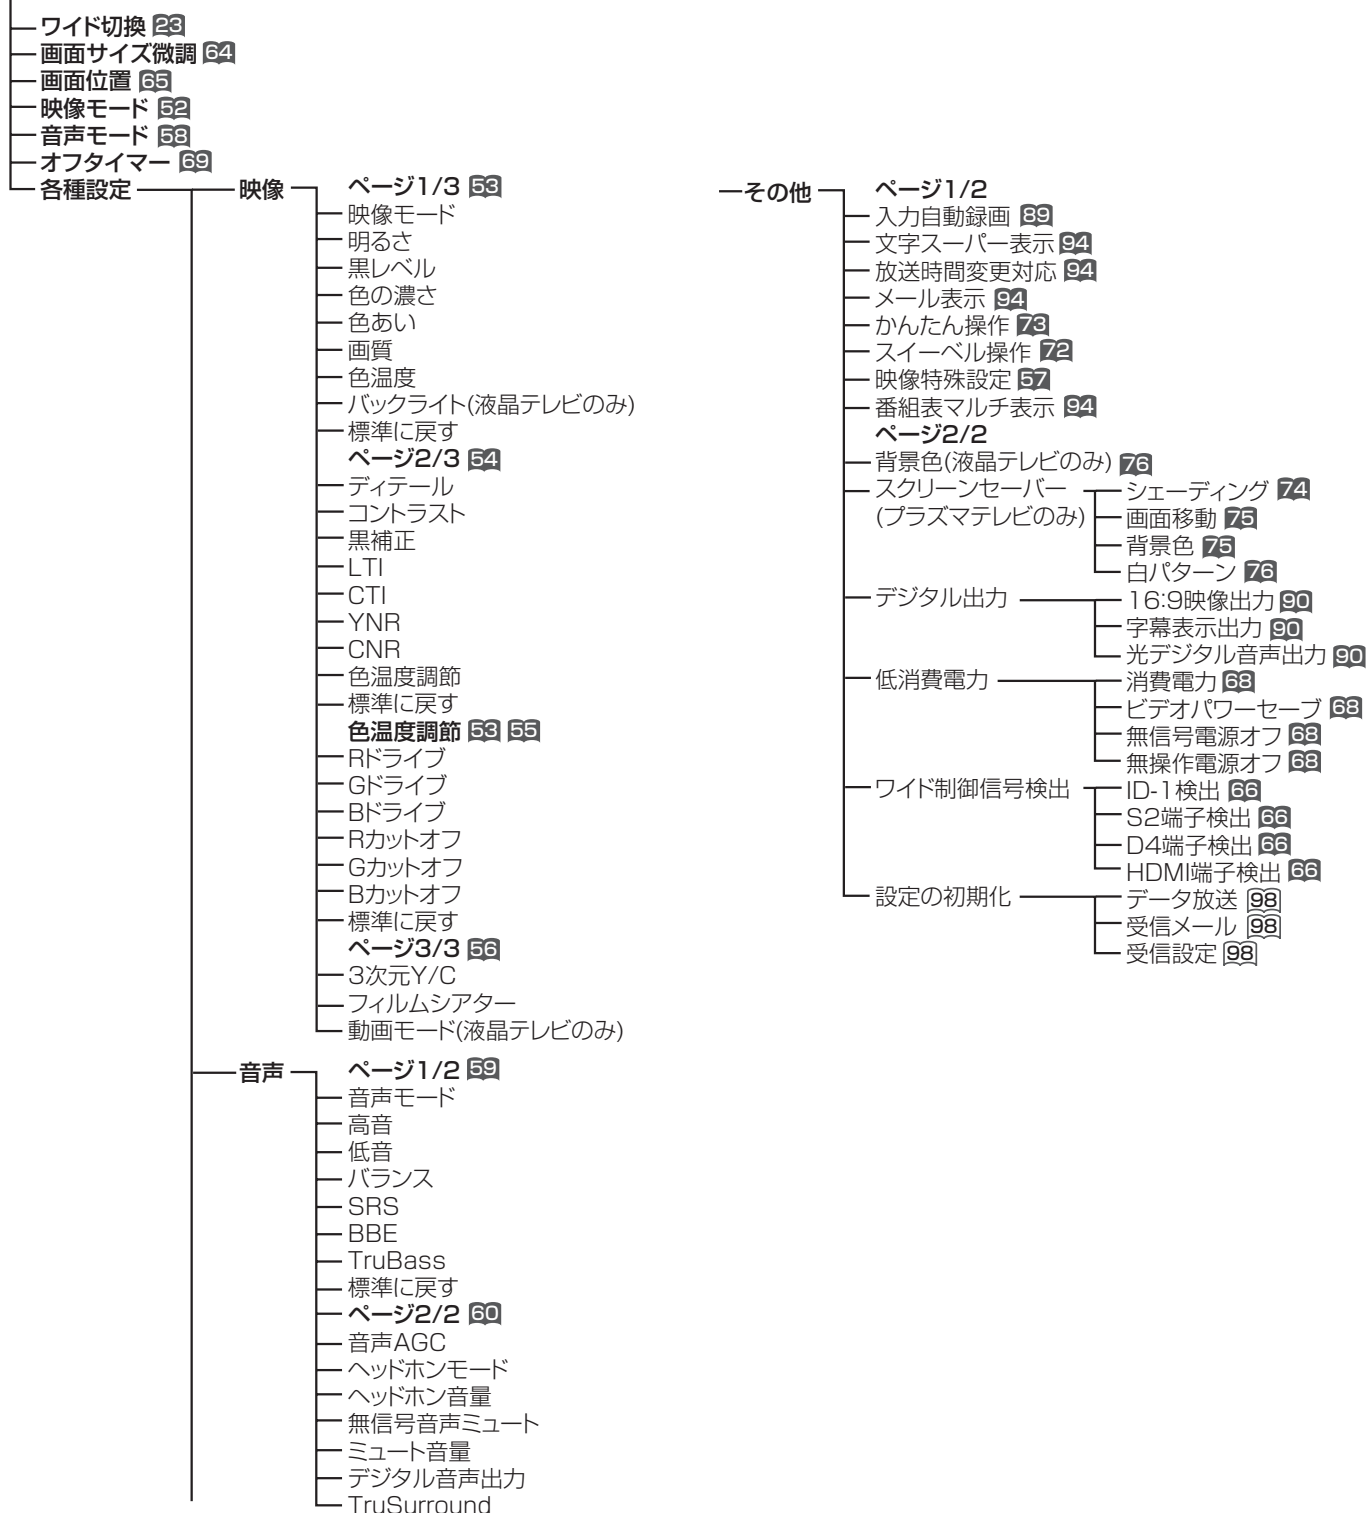 ワイド切換 23
画面サイズ微調 64
画面位置 65
映像モード 52
音声モード 58
オフタイマー 69
各種設定
映像
ページ1/3 53
映像モード
明るさ
黒レベル
色の濃さ
色あい
画質
色温度
バックライト(液晶テレビのみ)
標準に戻す
ページ2/3 54
ディテール
コントラスト
黒補正
LTI
CTI
YNR
CNR
色温度調節
標準に戻す
色温度調節 53 55
Rドライブ
Gドライブ
Bドライブ
Rカットオフ
Gカットオフ
Bカットオフ
標準に戻す
ページ3/3 56
3次元Y/C
フィルムシアター
動画モード(液晶テレビのみ)
音声
ページ1/2 59
音声モード
高音
低音
バランス
SRS
BBE
TruBass
標準に戻す
ページ2/2 60
音声AGC
ヘッドホンモード
ヘッドホン音量
無信号音声ミュート
ミュート音量
デジタル音声出力
TruSurround
その他
ページ1/2
入力自動録画 89
文字スーパー表示 94
放送時間変更対応 94
メール表示 94
かんたん操作 73
スイーベル操作 72
映像特殊設定 57
番組表マルチ表示 94
ページ2/2
背景色(液晶テレビのみ) 76
スクリーンセーバー
(プラズマテレビのみ)
シェーディング 74
画面移動 75
背景色 75
白パターン 76
デジタル出力
16:9映像出力 90
字幕表示出力 90
光デジタル音声出力 90
低消費電力
消費電力 68
ビデオパワーセーブ 68
無信号電源オフ 68
無操作電源オフ 68
ワイド制御信号検出
ID-1検出 66
S2端子検出 66
D4端子検出 66
HDMI端子検出 66
設定の初期化
データ放送 98
受信メール 98
受信設定 98